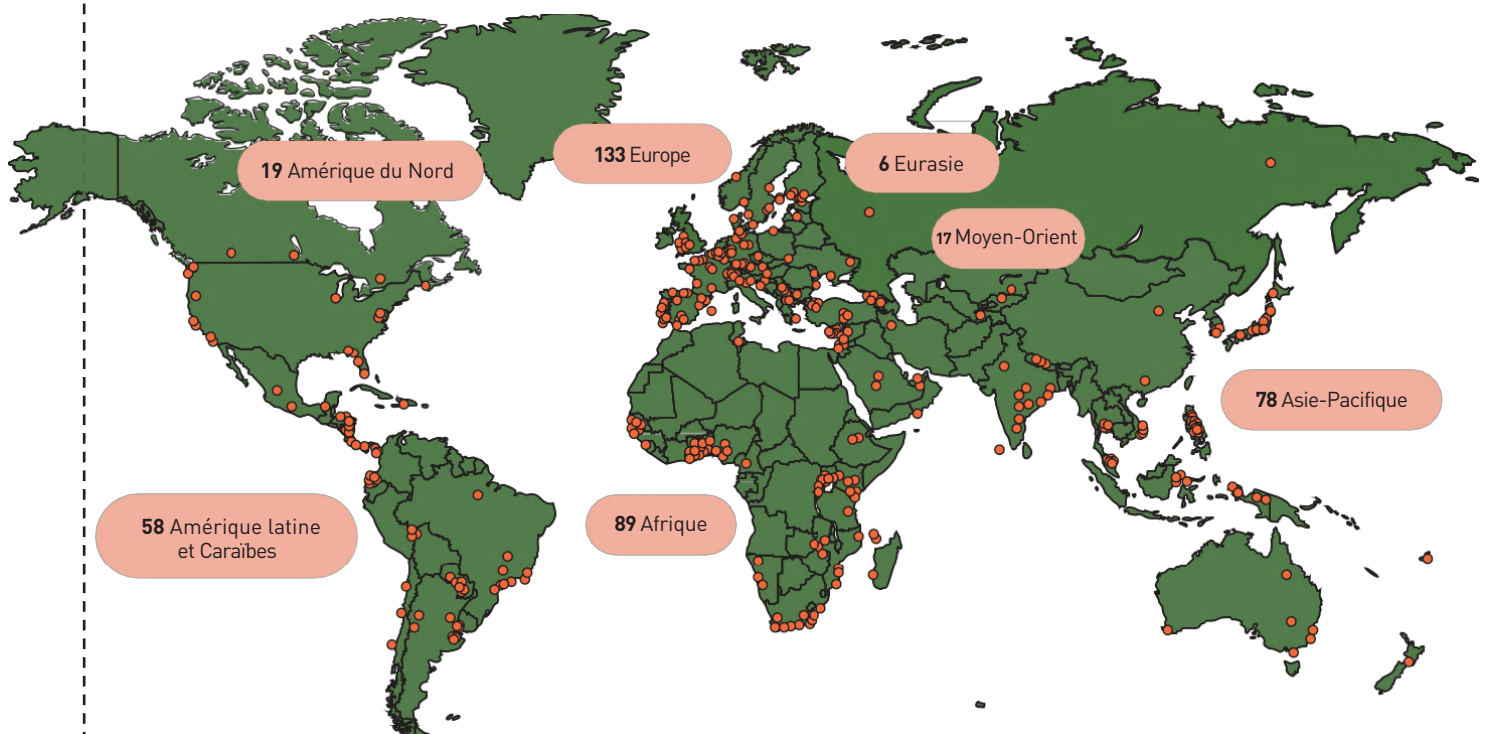 19 Amérique du Nord
133 Europe
6 Eurasie
17 Moyen-Orient
78 Asie-Pacifique
58 Amérique latine
et Caraïbes
89 Afrique